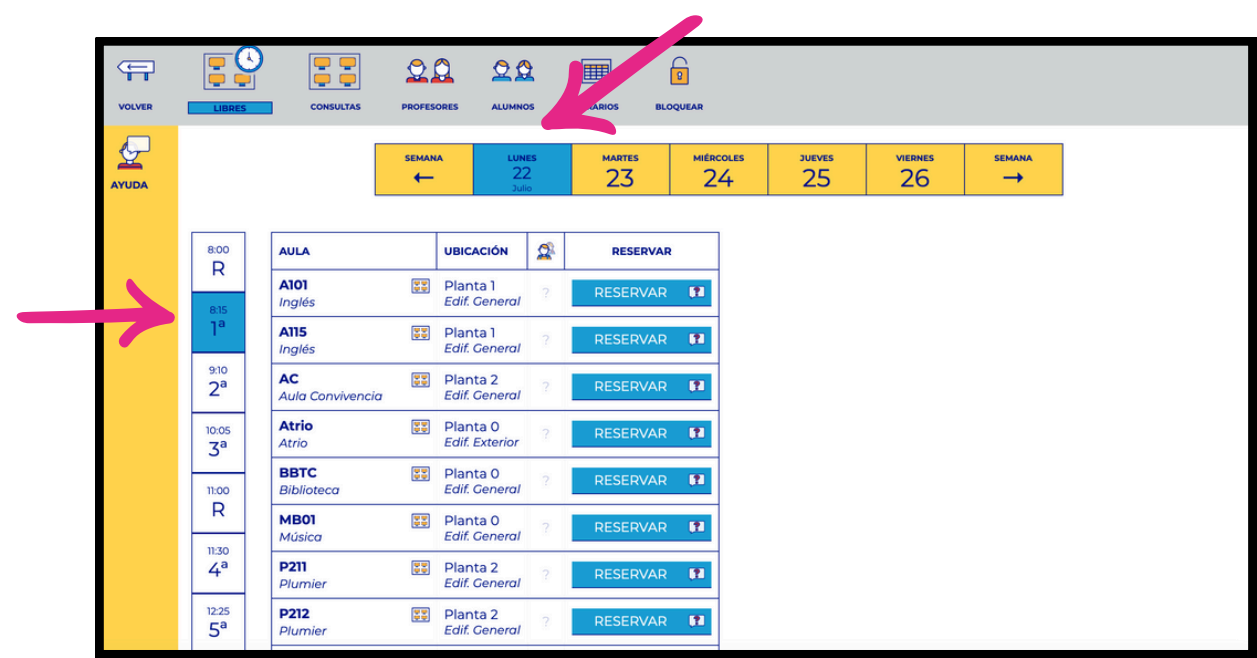 VOLVER
LIBRES
CONSULTAS
PROFESORES
ALUMNOS
BLOQUEAR
AYUDA
SEMANA
←
LUNES
22
Julio
MARTES
23
MIÉRCOLES
24
JUEVES
25
VIERNES
26
SEMANA
→
8:00
R
8:15
1ª
9:10
2ª
10:05
3ª
11:00
R
11:30
4ª
12:25
5ª
AULA UBICACIÓN RESERVAR
A101 Planta 1 ? RESERVAR
Inglés Edif. General
A115 Planta 1 ? RESERVAR
Inglés Edif. General
AC Planta 2 ? RESERVAR
Aula Convivencia Edif. General
Atrio Planta 0 ? RESERVAR
Atrio Edif. Exterior
BBTC Planta 0 ? RESERVAR
Biblioteca Edif. General
MB01 Planta 0 ? RESERVAR
Música Edif. General
P211 Planta 2 ? RESERVAR
Plumier Edif. General
P212 Planta 2 ? RESERVAR
Plumier Edif. General